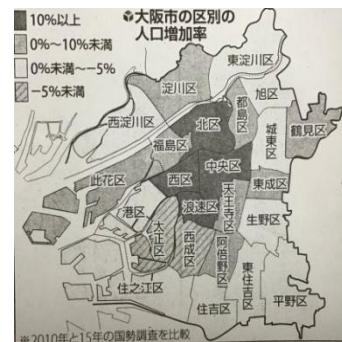 大阪市の区別の
人口増加率
10%以上
0%〜10%未満
0%未満〜−5%
−5%未満
東淀川区
淀川区
旭区
西淀川区
北区
都島区
城東区
鶴見区
福島区
中央区
此花区
西区
東成区
浪速区
天王寺区
港区
大正区
西成区
阿倍野区
生野区
住之江区
住吉区
東住吉区
平野区
※2010年と15年の国勢調査を比較